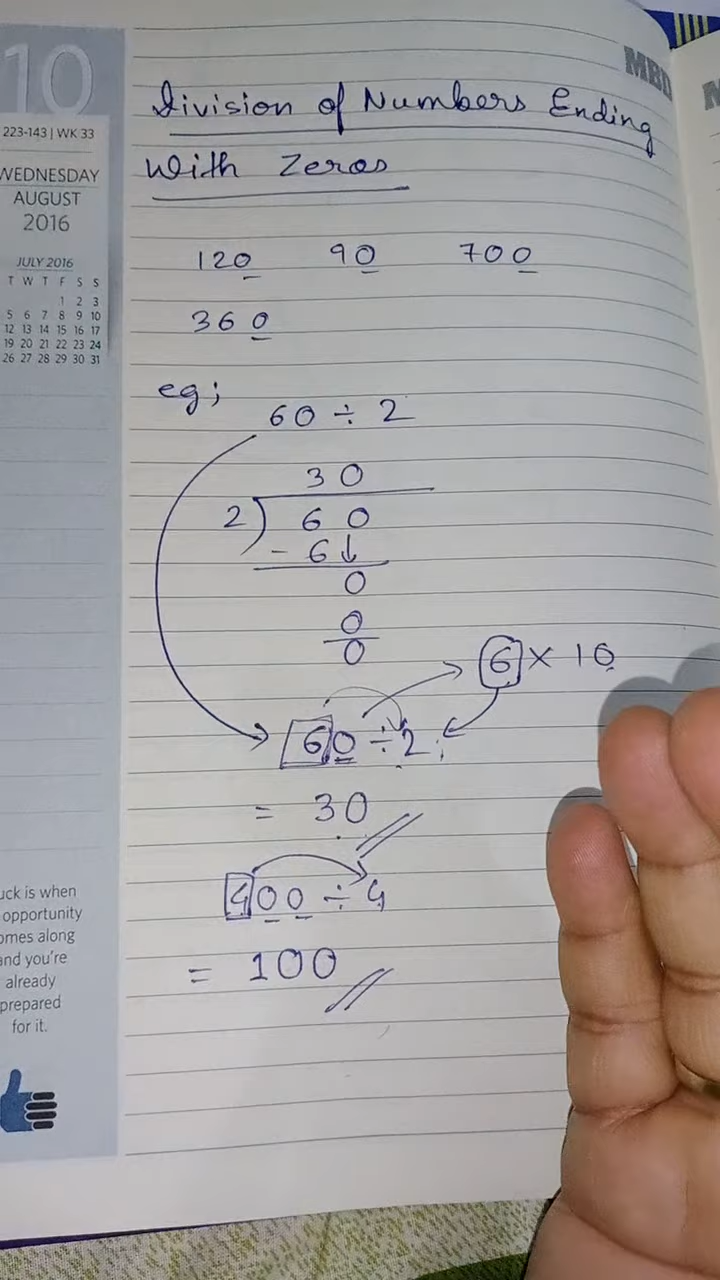 10
223-143 | WK 33
WEDNESDAY
AUGUST
2016
JULY 2016
T W T F S S
1 2 3
5 6 7 8 9 10
12 13 14 15 16 17
19 20 21 22 23 24
26 27 28 29 30 31
MBD
Division of Numbers Ending
With Zeros
120 90 700
360
eg;
60 ÷ 2
30
2) 60
- 6↓
0
0
0
6 × 10
60 ÷ 2
= 30
400 ÷ 4
= 100
uck is when
opportunity
omes along
and you're
already
prepared
for it.